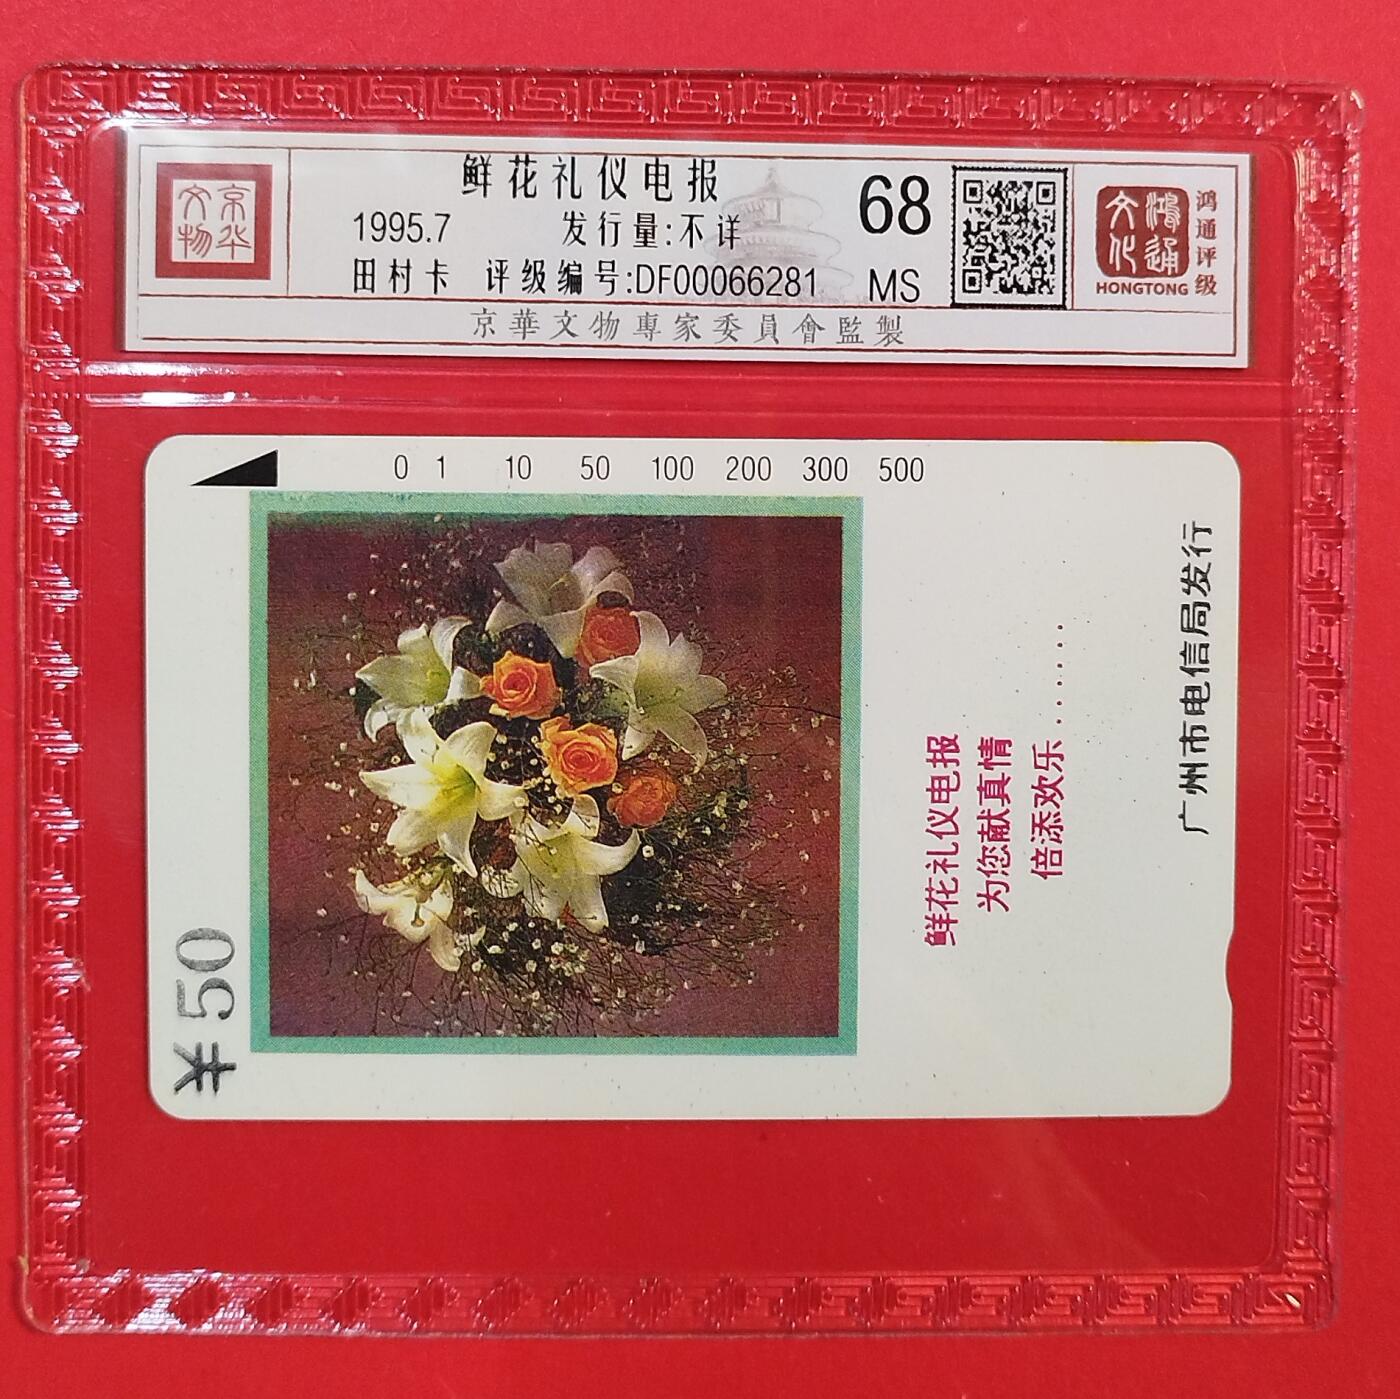 京华
文物
鲜花礼仪电报
1995.7 发行量:不详
田村卡 评级编号:DF00066281
68
MS
鸿通
文化
HONGTONG
鸿通评级
京華文物專家委員會監製
0 1 10 50 100 200 300 500
¥50
鲜花礼仪电报
为您献真情
倍添欢乐......
广州市电信局发行